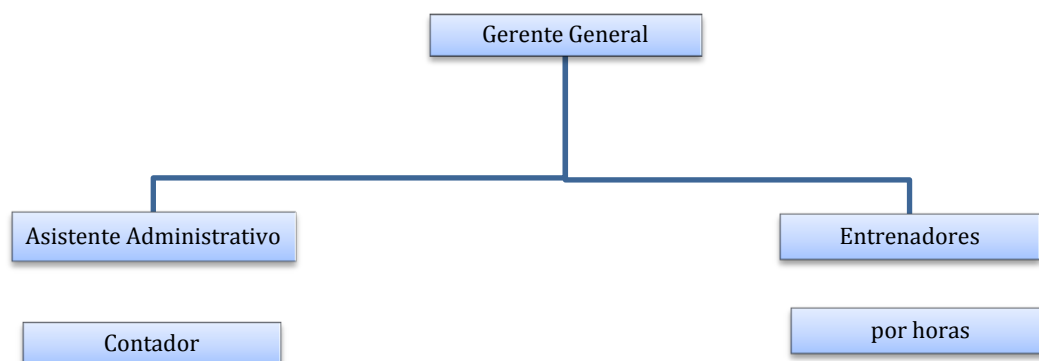 Gerente General
Asistente Administrativo
Entrenadores
Contador
por horas